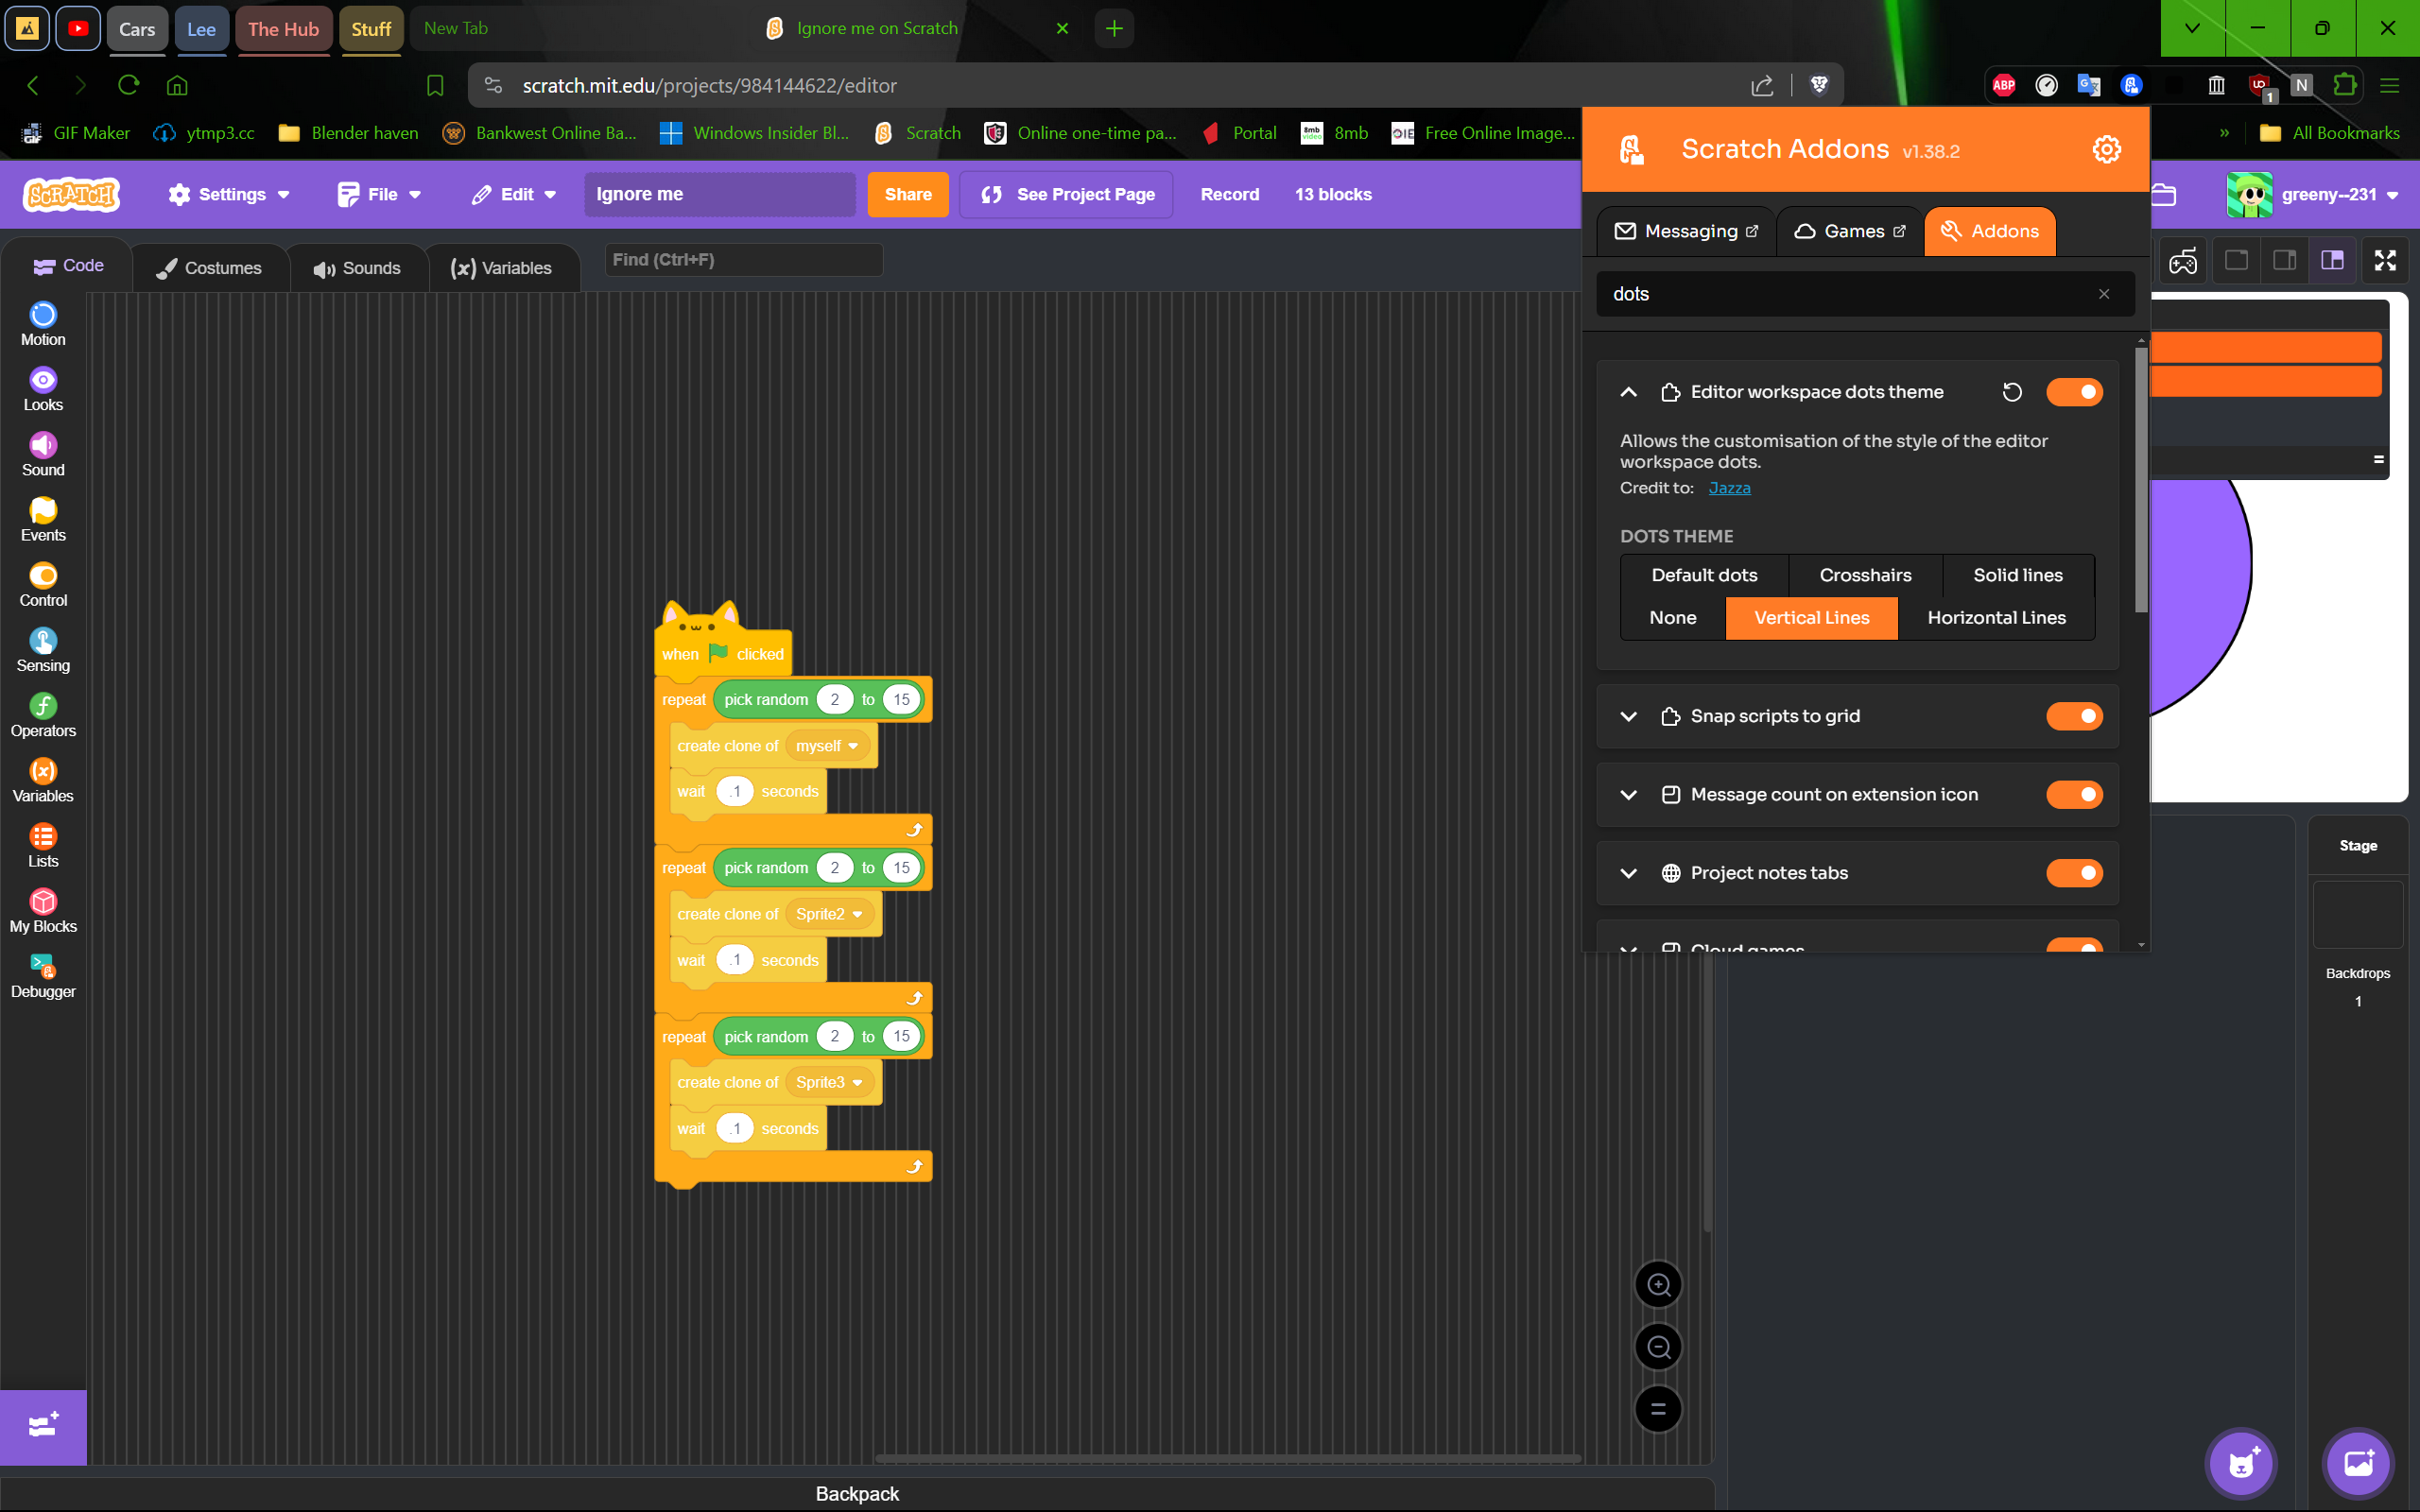 Cars
Lee
The Hub
Stuff
New Tab
Ignore me on Scratch
scratch.mit.edu/projects/984144622/editor
ABP
1
N
GIF Maker
ytmp3.cc
Blender haven
Bankwest Online Ba...
Windows Insider Bl...
Scratch
Online one-time pa...
Portal
8mb
Free Online Image...
»
All Bookmarks
SCRATCH
Settings
File
Edit
Ignore me
Share
See Project Page
Record
13 blocks
greeny--231
Scratch Addons v1.38.2
Messaging
Games
Addons
Code
Costumes
Sounds
(x) Variables
Find (Ctrl+F)
dots
Motion
Looks
Sound
Events
Control
Sensing
Operators
Variables
Lists
My Blocks
Debugger
when clicked
repeat pick random 2 to 15
create clone of myself
wait .1 seconds
repeat pick random 2 to 15
create clone of Sprite2
wait .1 seconds
repeat pick random 2 to 15
create clone of Sprite3
wait .1 seconds
Editor workspace dots theme
Allows the customisation of the style of the editor
workspace dots.
Credit to: Jazza
DOTS THEME
Default dots
Crosshairs
Solid lines
None
Vertical Lines
Horizontal Lines
Snap scripts to grid
Message count on extension icon
Project notes tabs
Cloud games
=
Stage
Backdrops
1
Backpack